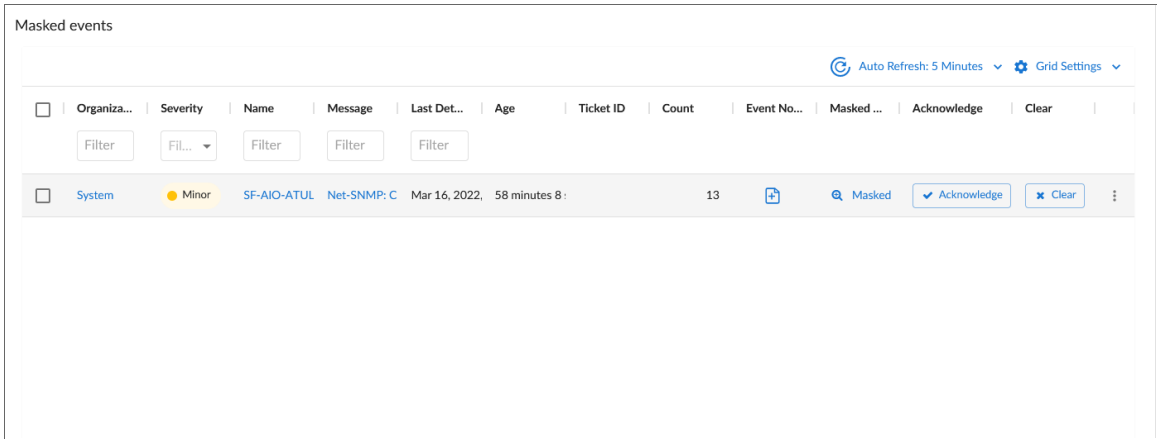 Masked events
Auto Refresh: 5 Minutes Grid Settings
Organiza... Severity Name Message Last Det... Age Ticket ID Count Event No... Masked ... Acknowledge Clear
Filter Fil... Filter Filter Filter
System Minor SF-AIO-ATUL Net-SNMP: C Mar 16, 2022, 58 minutes 8 13 Masked Acknowledge Clear